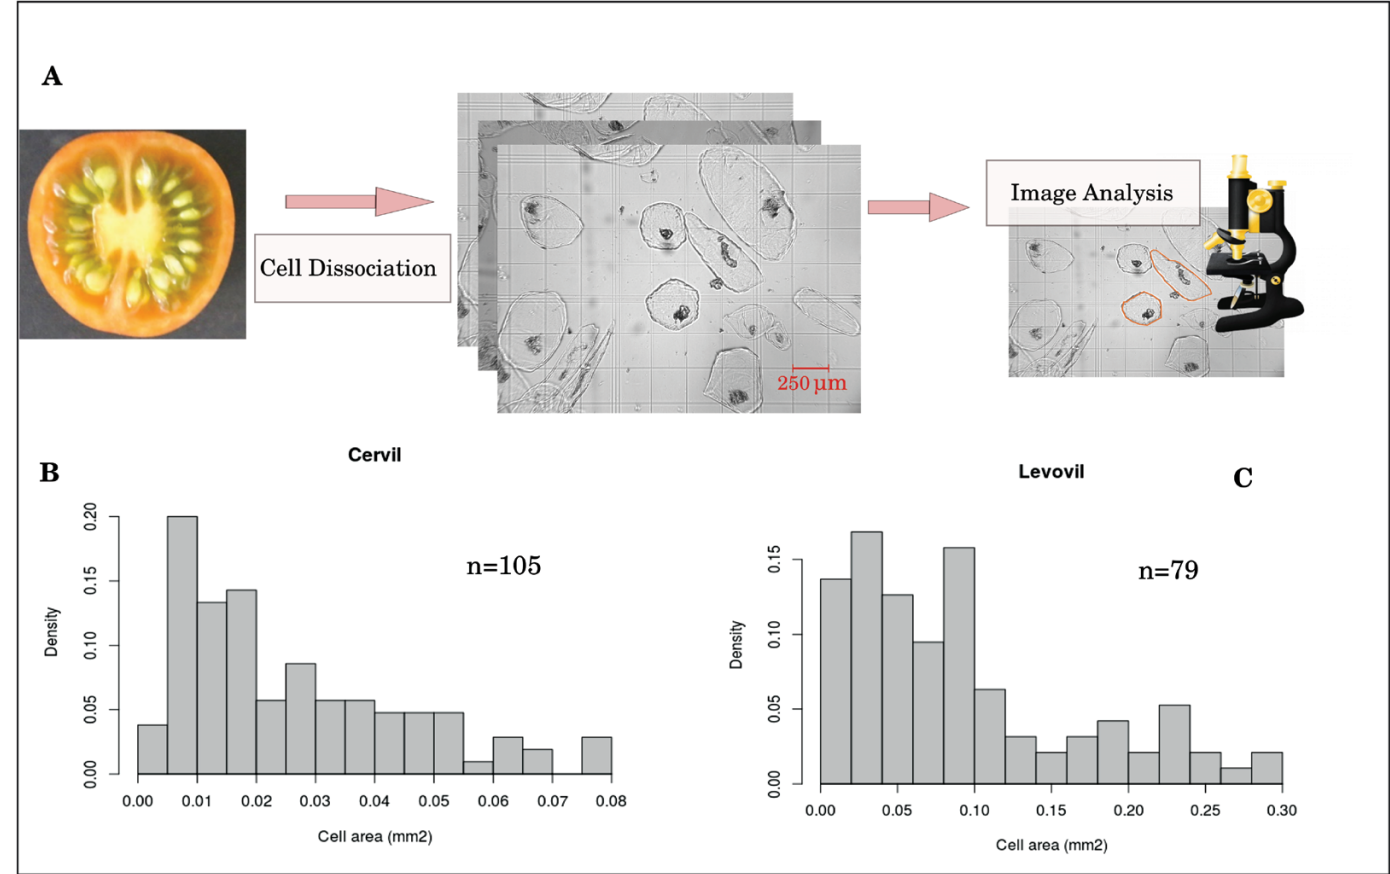 A
Cell Dissociation
250 µm
Image Analysis
Cervil
B
n=105
Density
0.00 0.05 0.10 0.15 0.20
0.00 0.01 0.02 0.03 0.04 0.05 0.06 0.07 0.08
Cell area (mm2)
Levovil
C
n=79
Density
0.00 0.05 0.10 0.15
0.00 0.05 0.10 0.15 0.20 0.25 0.30
Cell area (mm2)